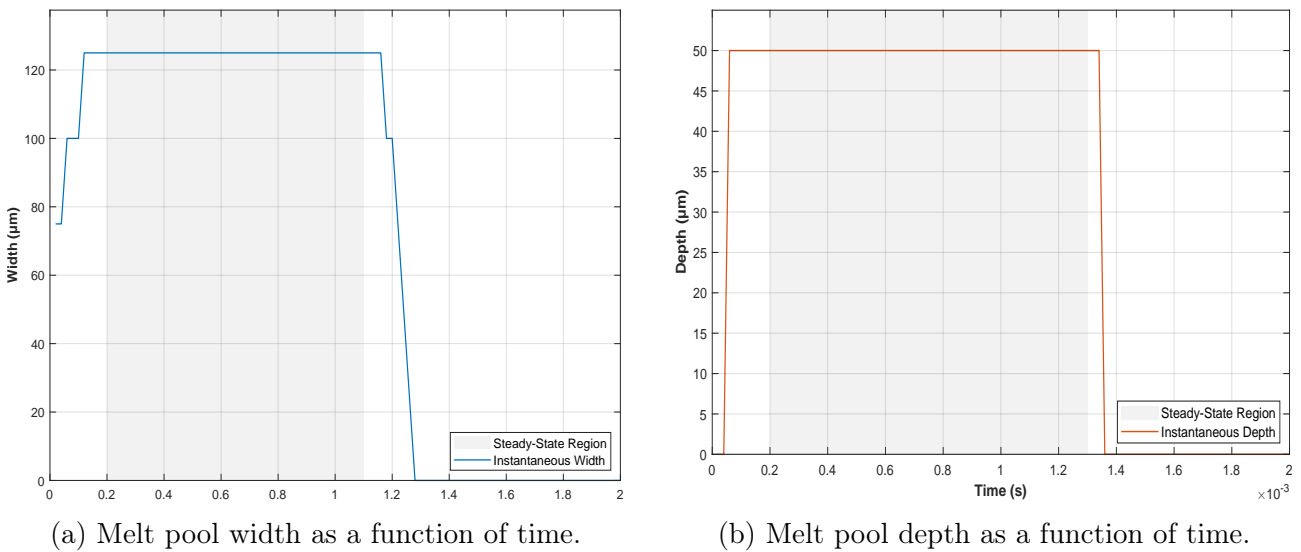 120
100
80
60
40
20
0
Width (µm)
0 0.2 0.4 0.6 0.8 1 1.2 1.4 1.6 1.8 2
Steady-State Region
Instantaneous Width
(a) Melt pool width as a function of time.
50
45
40
35
30
25
20
15
10
5
0
Depth (µm)
0 0.2 0.4 0.6 0.8 1 1.2 1.4 1.6 1.8 2
Time (s)
×10⁻³
Steady-State Region
Instantaneous Depth
(b) Melt pool depth as a function of time.